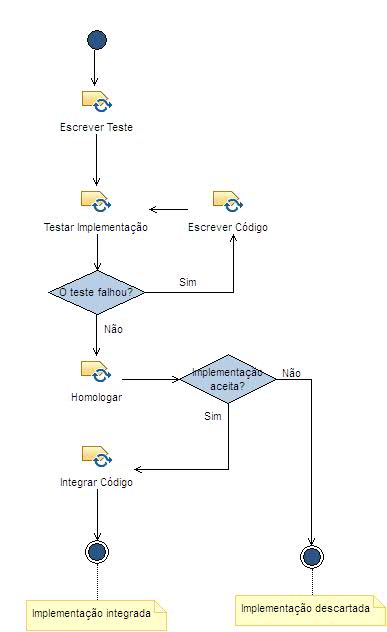 Escrever Teste
Testar Implementação
Escrever Código
O teste falhou?
Sim
Não
Homologar
Implementação
aceita?
Não
Sim
Integrar Código
Implementação integrada
Implementação descartada